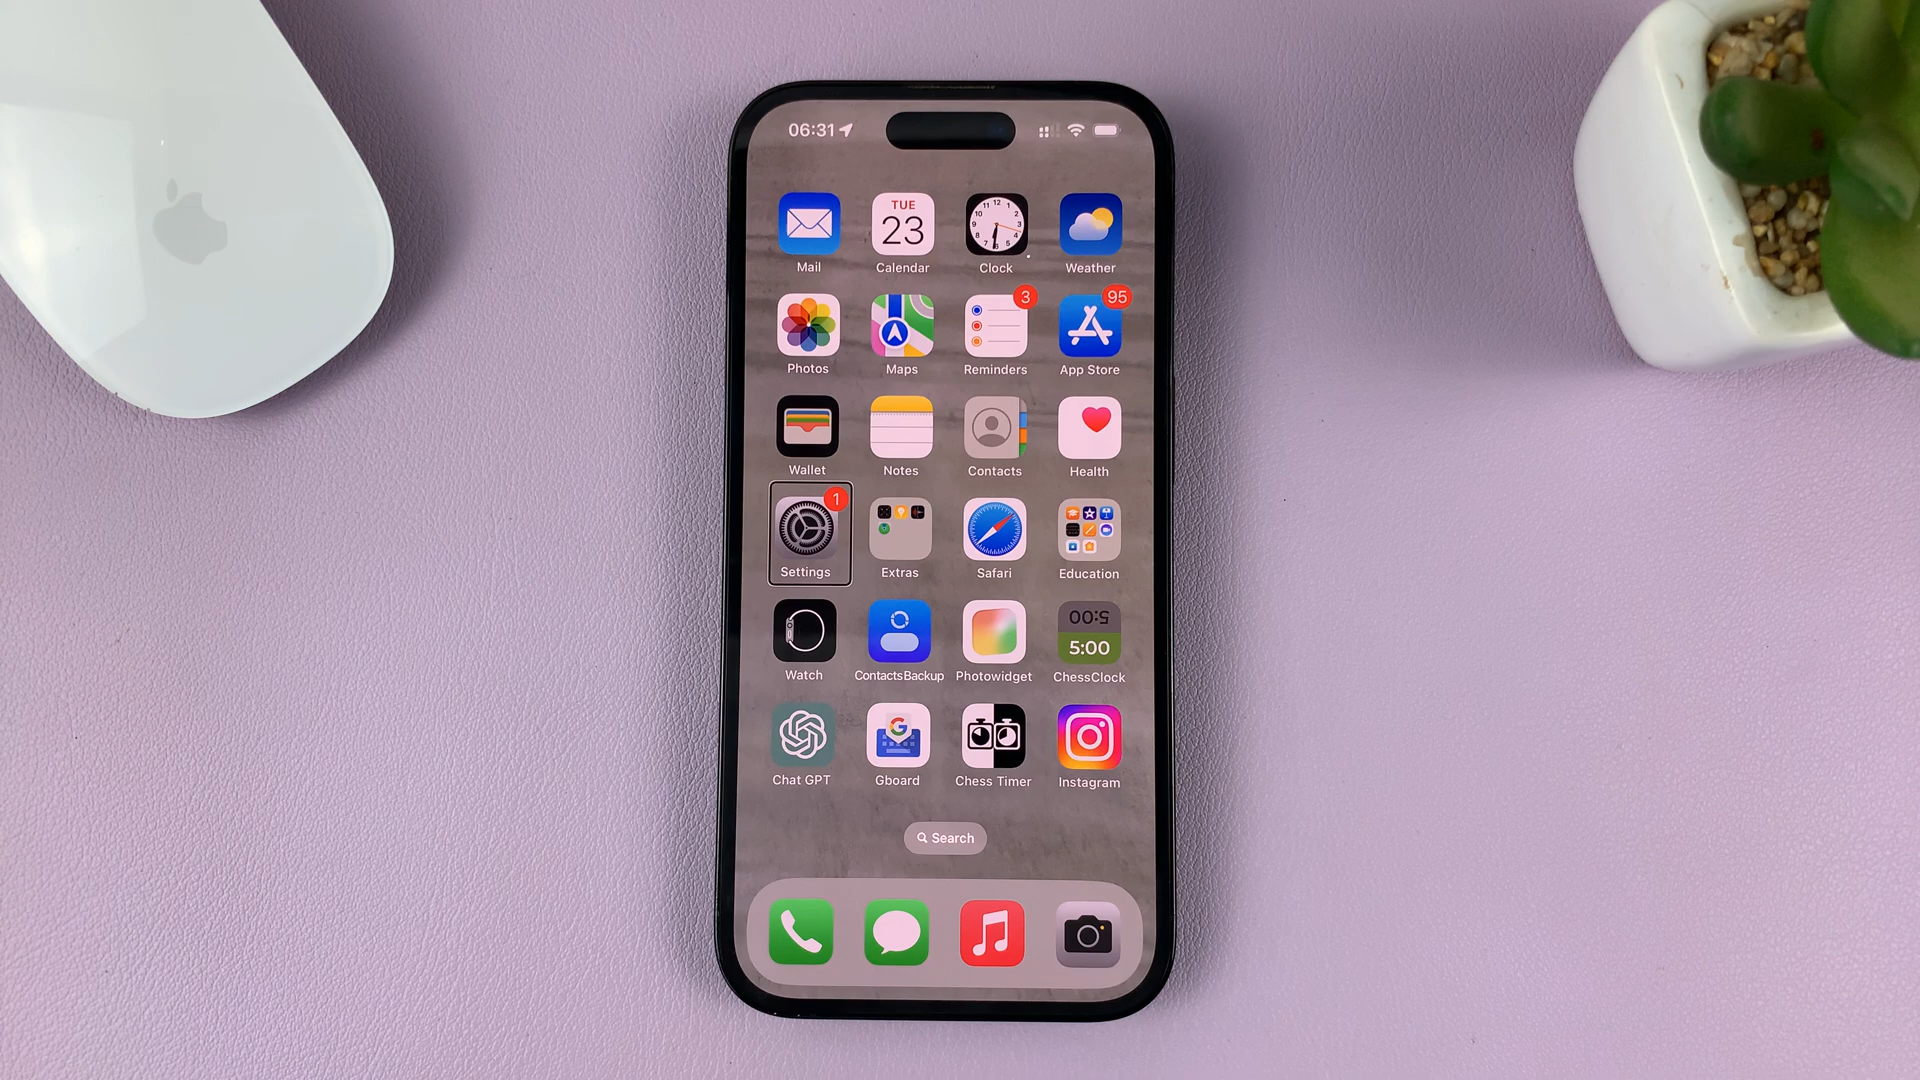 06:31
TUE
23
Mail
Calendar
Clock
Weather
3
95
Photos
Maps
Reminders
App Store
Wallet
Notes
Contacts
Health
1
Settings
Extras
Safari
Education
00:5
5:00
Watch
ContactsBackup
Photowidget
ChessClock
G
Chat GPT
Gboard
Chess Timer
Instagram
Search